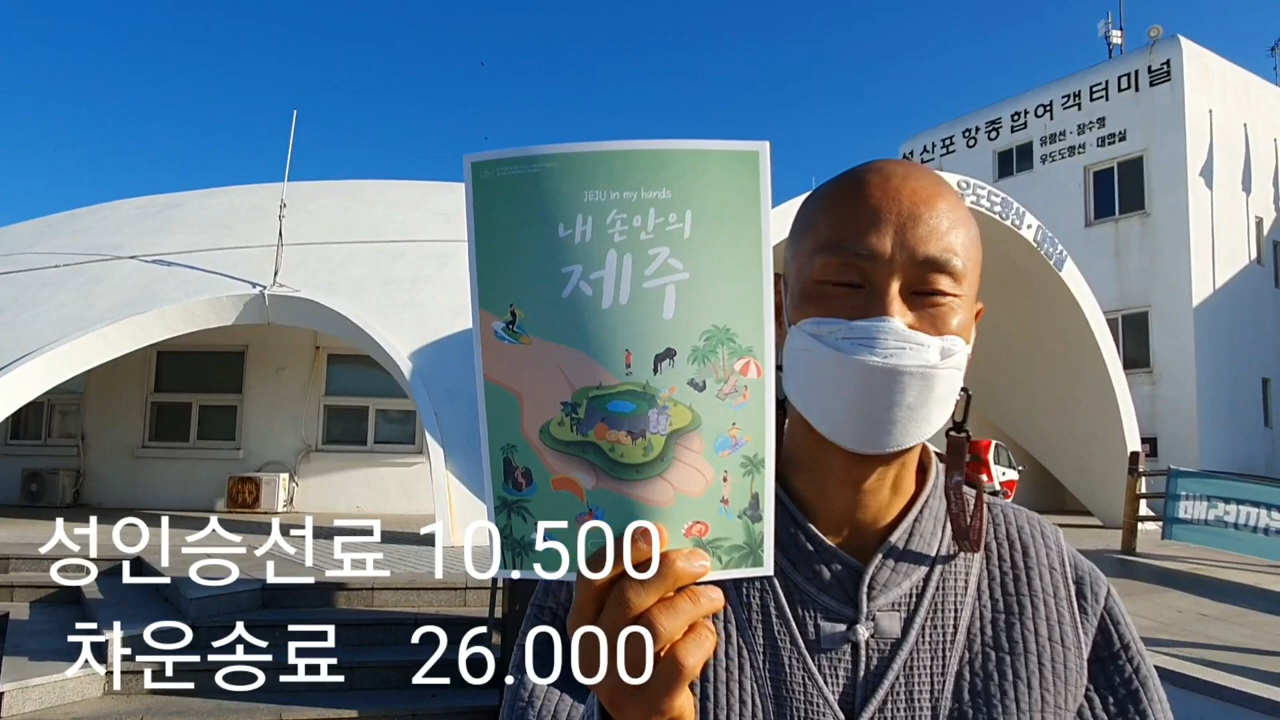 성산포항종합여객터미널
유람선·잠수함
우도도항선·대합실
우도도항선·대합실
JEJU in my hands
내 손안의
제주
성인승선료 10.500
차운송료 26.000